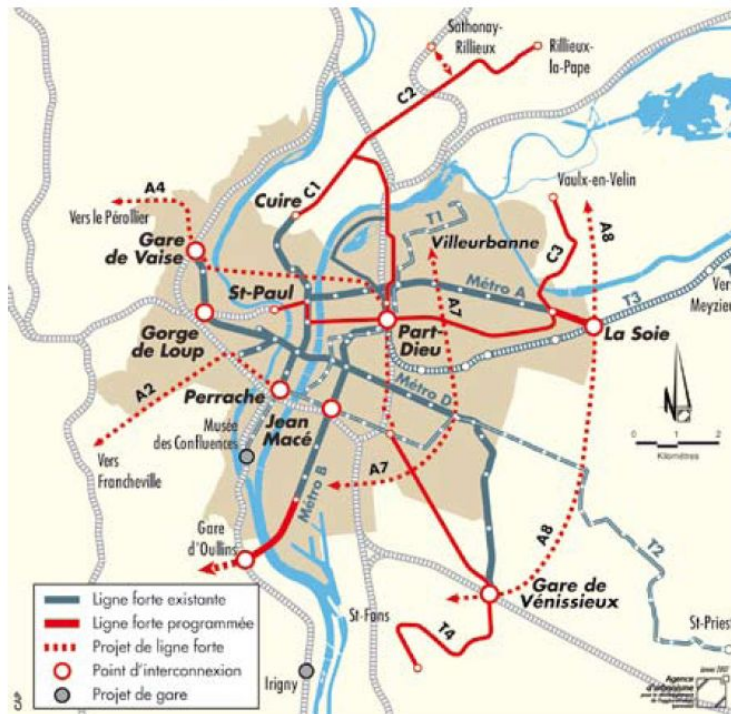 Sathonay-
Rillieux
Rillieux-
la-Pape
C2
C1
A4
Vers le Pérollier
Cuire
Vaulx-en-Velin
Gare
de Vaise
T1
Villeurbanne
A8
C3
St-Paul
Métro A
A7
T3
Vers
Meyzieu
Gorge
de Loup
Part-
Dieu
La Soie
A2
Perrache
Métro D
Musée
des Confluences
Jean
Macé
0 1 2
Kilomètres
Vers
Francheville
Métro B
A7
Gare
d'Oullins
A8
T2
Gare de
Vénissieux
St-Fons
T4
St-Priest
Irigny
Ligne forte existante
Ligne forte programmée
Projet de ligne forte
Point d'interconnexion
Projet de gare
CAP
Agence
d'urbanisme